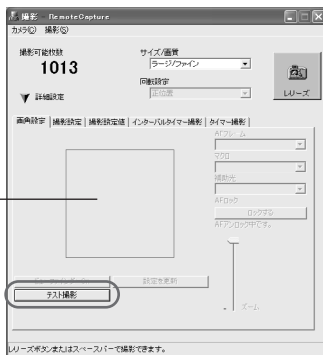 撮影 - RemoteCapture
カメラ(C) 撮影(S)
撮影可能枚数
1013
サイズ/画質
ラージ/ファイン
回転設定
正位置
レリーズ
詳細設定
画角設定 撮影設定 撮影設定値 インターバルタイマー撮影 タイマー撮影
AFフレーム
マクロ
補助光
AFロック
ロックする
AFアンロック中です。
設定を更新
テスト撮影
ズーム
レリーズボタンまたはスペースバーで撮影できます。